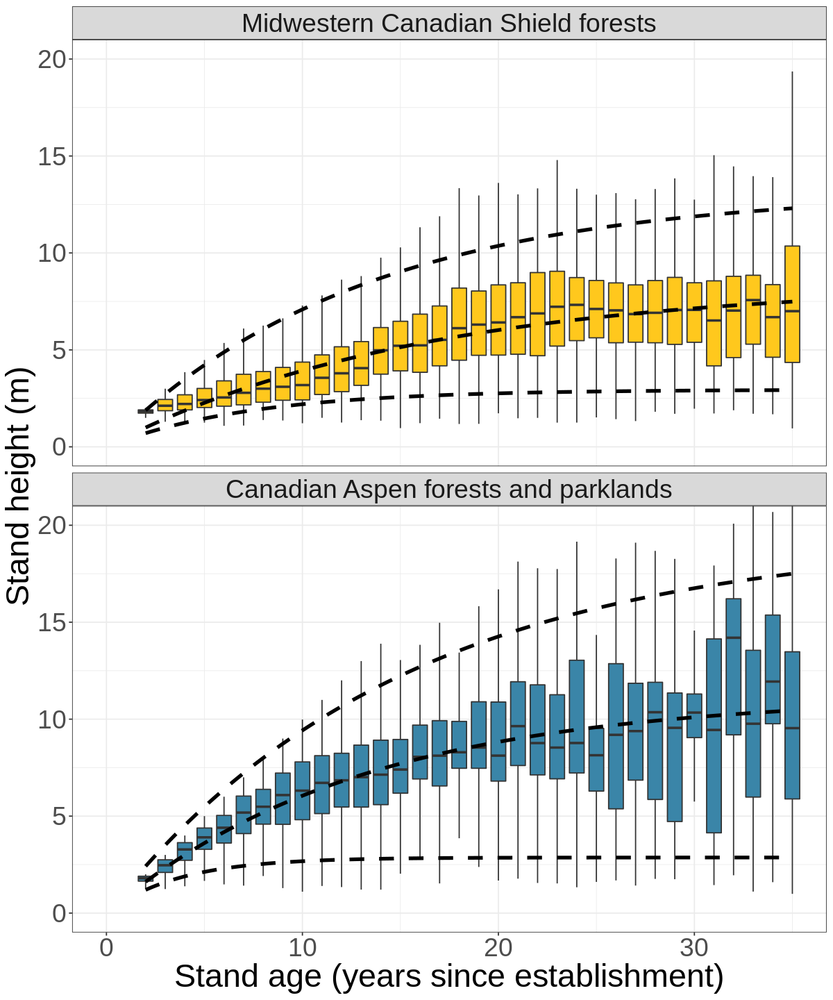 Midwestern Canadian Shield forests
20
15
10
5
0
Stand height (m)
Canadian Aspen forests and parklands
20
15
10
5
0
0 10 20 30
Stand age (years since establishment)